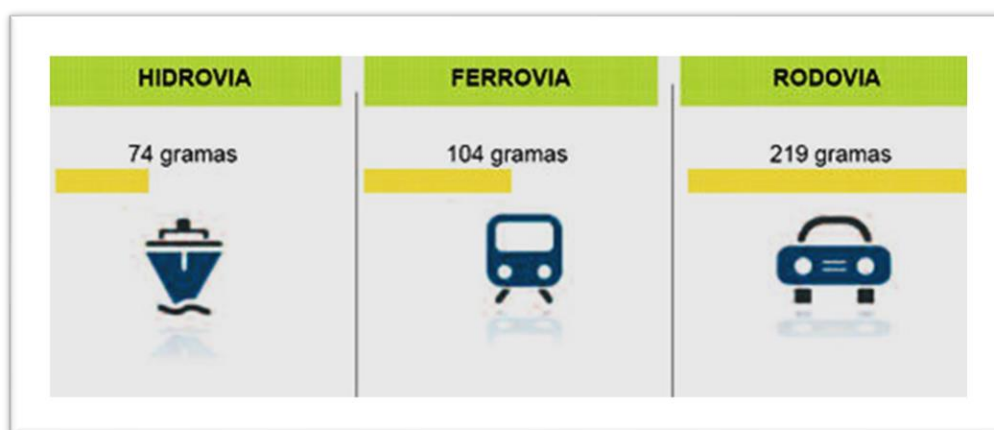 HIDROVIA
FERROVIA
RODOVIA
74 gramas
104 gramas
219 gramas